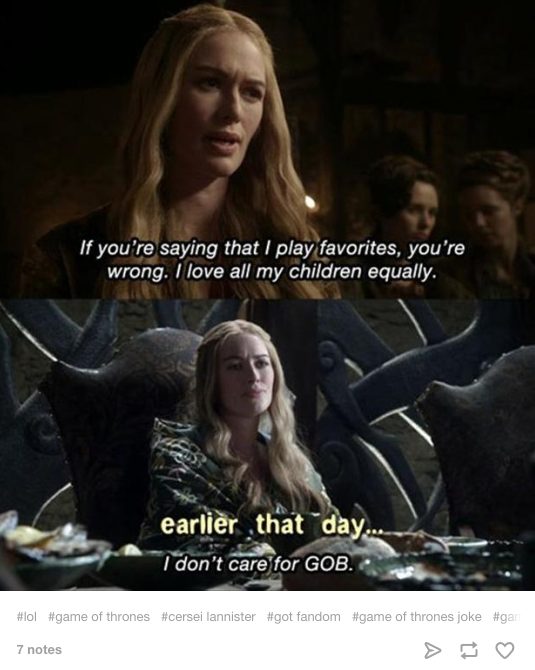 If you're saying that I play favorites, you're
wrong. I love all my children equally.
earlier that day...
I don't care for GOB.
#lol #game of thrones #cersei lannister #got fandom #game of thrones joke #gar
7 notes